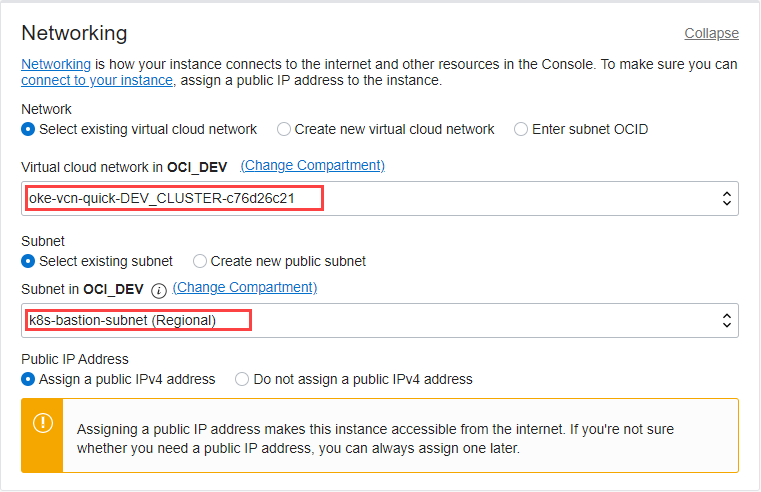 Networking
Collapse
Networking is how your instance connects to the internet and other resources in the Console. To make sure you can
connect to your instance, assign a public IP address to the instance.
Network
Select existing virtual cloud network
Create new virtual cloud network
Enter subnet OCID
Virtual cloud network in OCI_DEV (Change Compartment)
oke-vcn-quick-DEV_CLUSTER-c76d26c21
Subnet
Select existing subnet
Create new public subnet
Subnet in OCI_DEV i (Change Compartment)
k8s-bastion-subnet (Regional)
Public IP Address
Assign a public IPv4 address
Do not assign a public IPv4 address
Assigning a public IP address makes this instance accessible from the internet. If you're not sure
whether you need a public IP address, you can always assign one later.